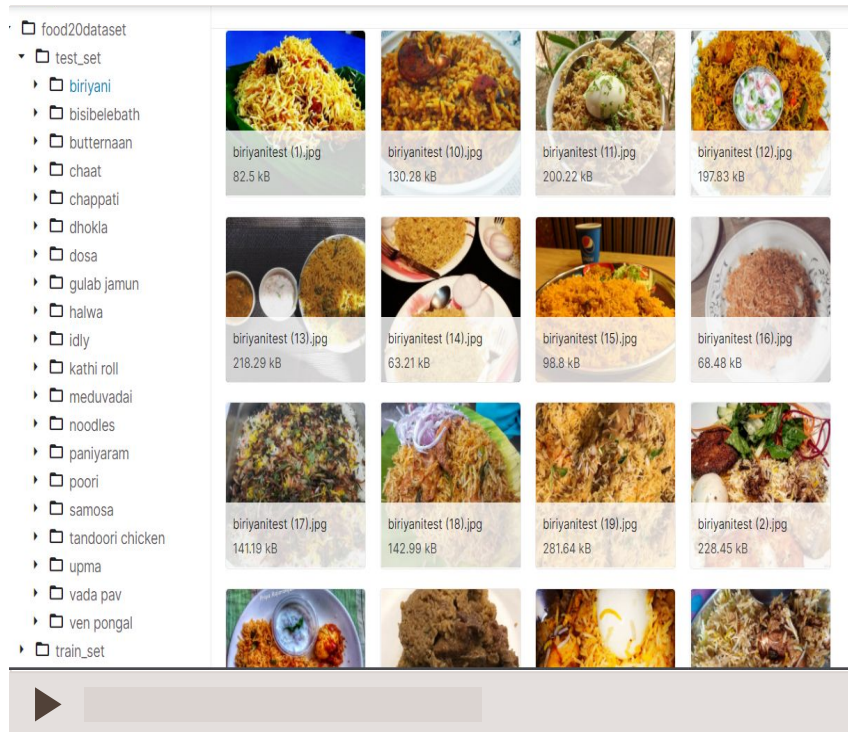 food20dataset
test_set
biriyani
bisibelebath
butternaan
chaat
chappati
dhokla
dosa
gulab jamun
halwa
idly
kathi roll
meduvadai
noodles
paniyaram
poori
samosa
tandoori chicken
upma
vada pav
ven pongal
train_set
biriyanitest (1).jpg
82.5 kB
biriyanitest (10).jpg
130.28 kB
biriyanitest (11).jpg
200.22 kB
biriyanitest (12).jpg
197.83 kB
biriyanitest (13).jpg
218.29 kB
biriyanitest (14).jpg
63.21 kB
biriyanitest (15).jpg
98.8 kB
biriyanitest (16).jpg
68.48 kB
biriyanitest (17).jpg
141.19 kB
biriyanitest (18).jpg
142.99 kB
biriyanitest (19).jpg
281.64 kB
biriyanitest (2).jpg
228.45 kB